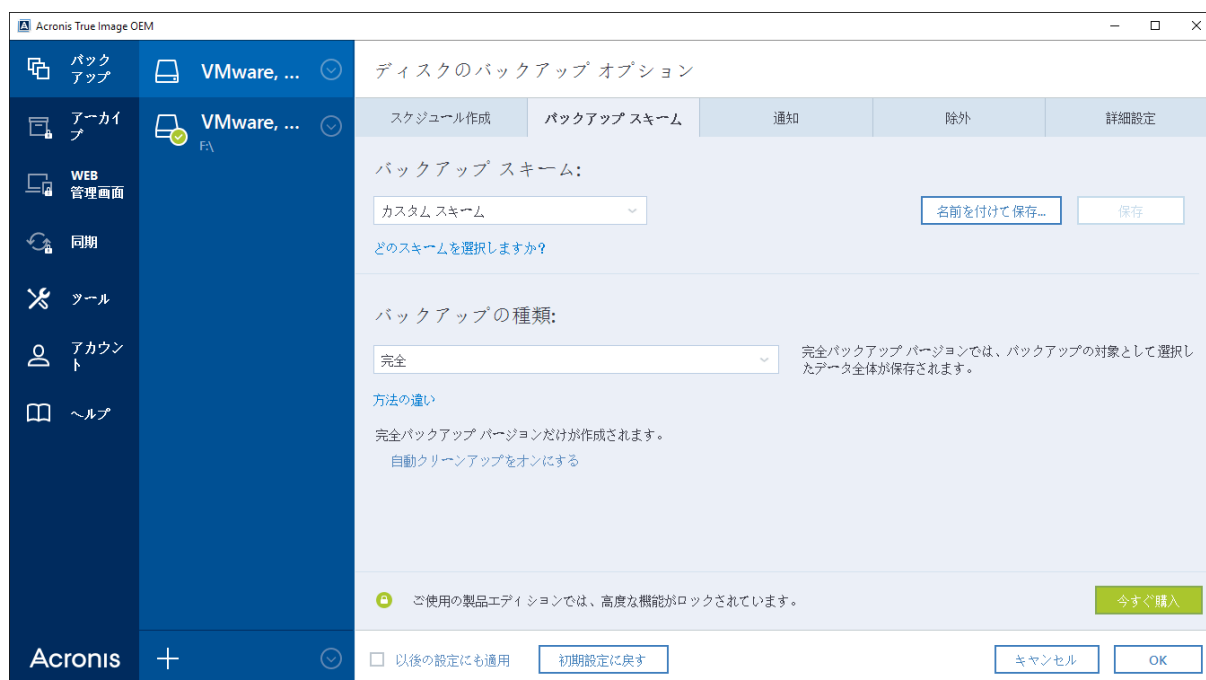 Acronis True Image OEM
バック
アップ
アーカイ
プ
WEB
管理画面
同期
ツール
アカウン
ト
ヘルプ
Acronis
VMware, ...
VMware, ...
F:\
ディスクのバックアップ オプション
スケジュール作成
バックアップ スキーム
通知
除外
詳細設定
バックアップ スキーム:
カスタム スキーム
名前を付けて保存...
保存
どのスキームを選択しますか?
バックアップの種類:
完全
完全バックアップ バージョンでは、バックアップの対象として選択し
たデータ全体が保存されます。
方法の違い
完全バックアップ バージョンだけが作成されます。
自動クリーンアップをオンにする
ご使用の製品エディションでは、高度な機能がロックされています。
今すぐ購入
以後の設定にも適用
初期設定に戻す
キャンセル
OK